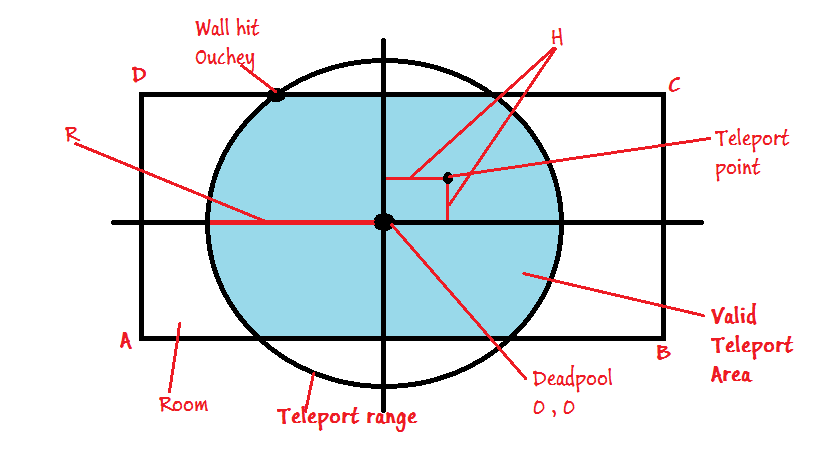 Wall hit
Ouchey
H
D
C
R
Teleport
point
A
B
Valid
Teleport
Area
Room
Teleport range
Deadpool
0 , 0